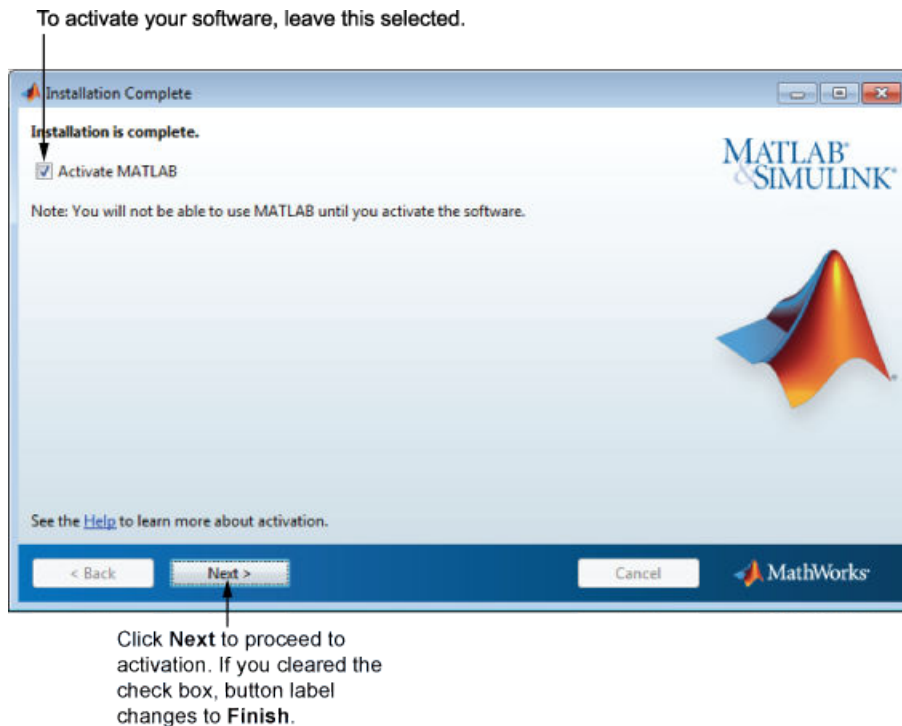 To activate your software, leave this selected.
Installation Complete
Installation is complete.
Activate MATLAB
Note: You will not be able to use MATLAB until you activate the software.
MATLAB®
&SIMULINK®
See the Help to learn more about activation.
< Back
Next >
Cancel
MathWorks®
Click Next to proceed to
activation. If you cleared the
check box, button label
changes to Finish.